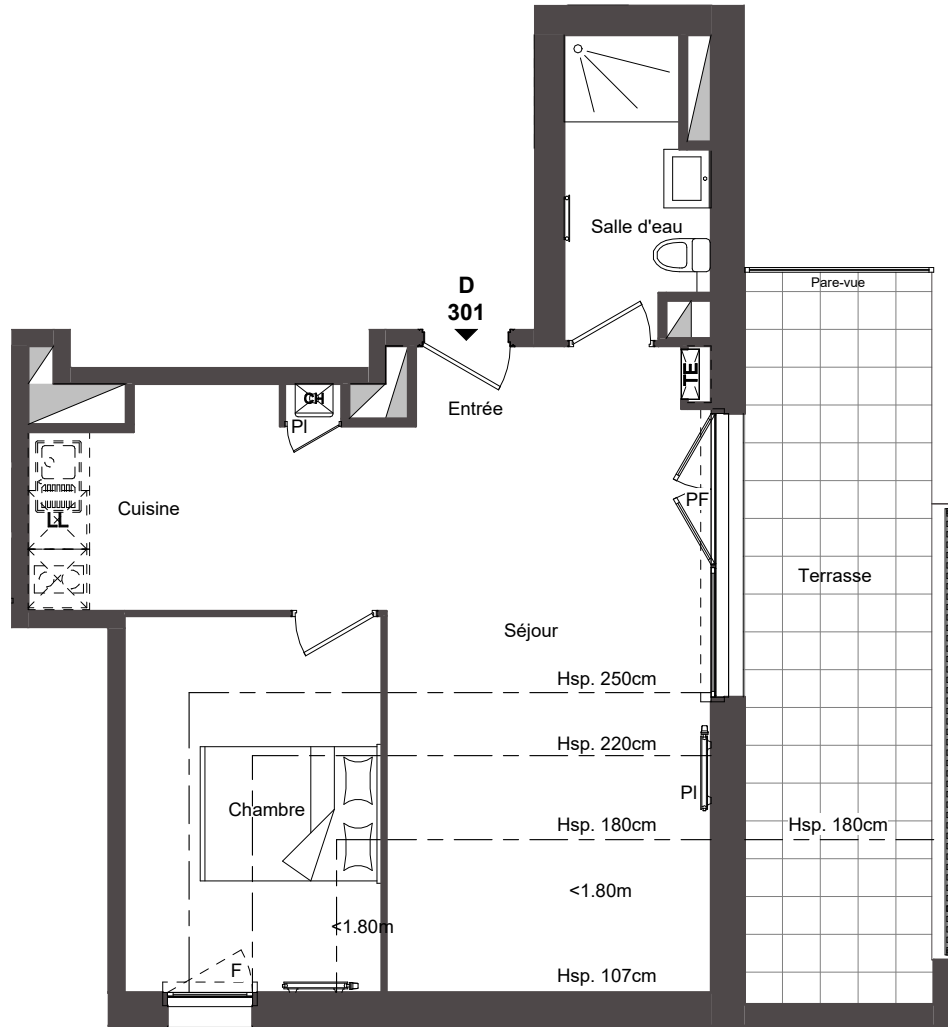 Salle d'eau
Pare-vue
D
301
TE
CH
Entrée
PI
PF
Cuisine
LL
Terrasse
Séjour
Hsp. 250cm
Hsp. 220cm
PI
Chambre
Hsp. 180cm
Hsp. 180cm
<1.80m
<1.80m
F
Hsp. 107cm